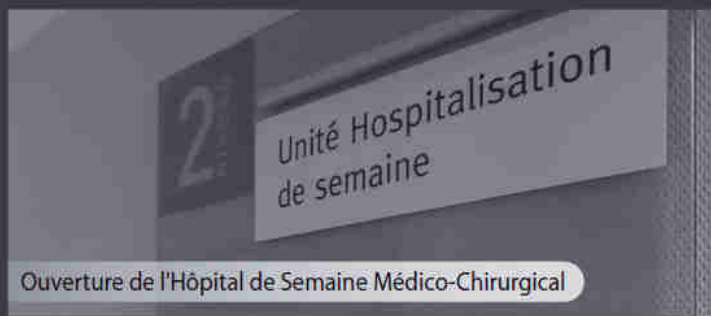 2
Unité Hospitalisation
de semaine
Ouverture de l'Hôpital de Semaine Médico-Chirurgical